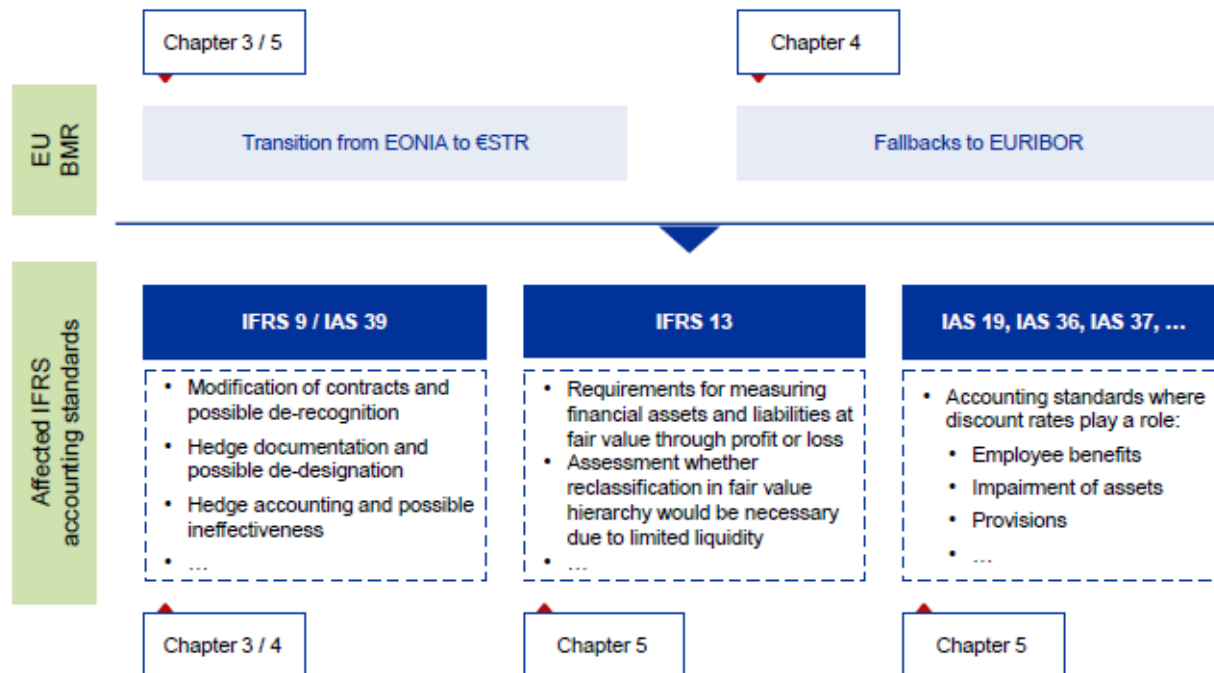 Chapter 3 / 5
Chapter 4
EU
BMR
Transition from EONIA to €STR
Fallbacks to EURIBOR
Affected IFRS
accounting standards
IFRS 9 / IAS 39
• Modification of contracts and
possible de-recognition
• Hedge documentation and
possible de-designation
• Hedge accounting and possible
ineffectiveness
• ...
IFRS 13
• Requirements for measuring
financial assets and liabilities at
fair value through profit or loss
• Assessment whether
reclassification in fair value
hierarchy would be necessary
due to limited liquidity
• ...
IAS 19, IAS 36, IAS 37, ...
• Accounting standards where
discount rates play a role:
• Employee benefits
• Impairment of assets
• Provisions
• ...
Chapter 3 / 4
Chapter 5
Chapter 5